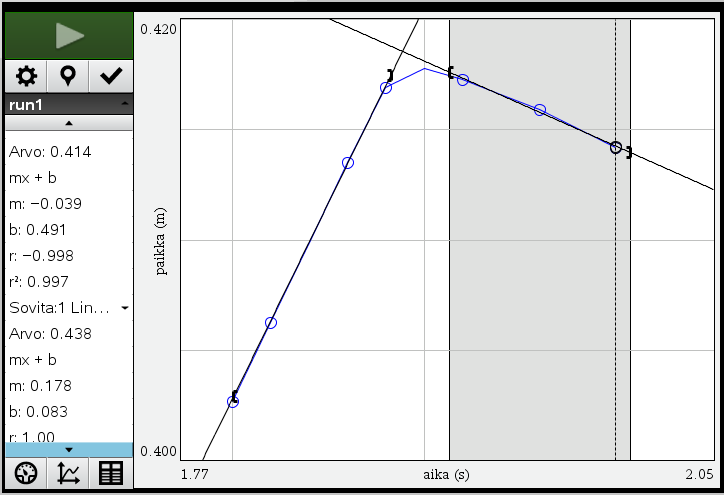 run1
Arvo: 0.414
mx + b
m: −0.039
b: 0.491
r: −0.998
r²: 0.997
Sovita:1 Lin...
Arvo: 0.438
mx + b
m: 0.178
b: 0.083
r: 1.00
0.420
paikka (m)
0.400
1.77
aika (s)
2.05